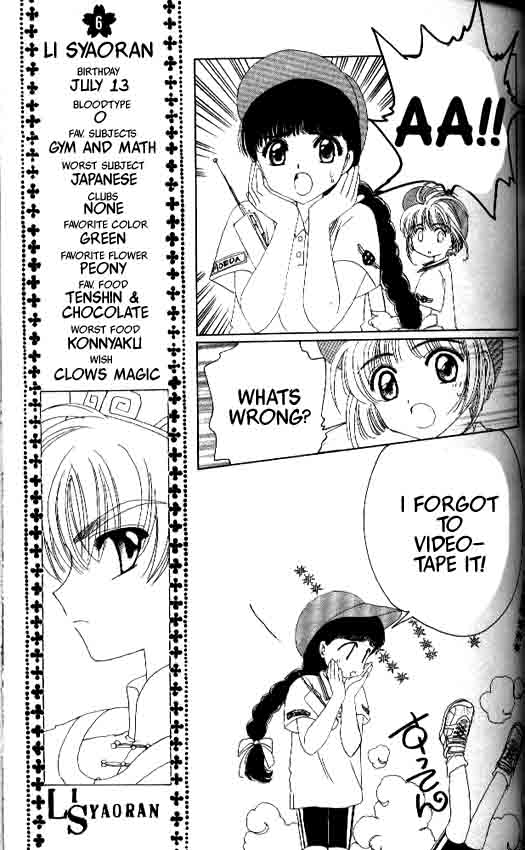 6
LI SYAORAN
BIRTHDAY
JULY 13
BLOODTYPE
O
FAV. SUBJECTS
GYM AND MATH
WORST SUBJECT
JAPANESE
CLUBS
NONE
FAVORITE COLOR
GREEN
FAVORITE FLOWER
PEONY
FAV. FOOD
TENSHIN &
CHOCOLATE
WORST FOOD
KONNYAKU
WISH
CLOWS MAGIC
LI
SYAORAN
AA!!
WHATS
WRONG?
I FORGOT
TO
VIDEO-
TAPE IT!